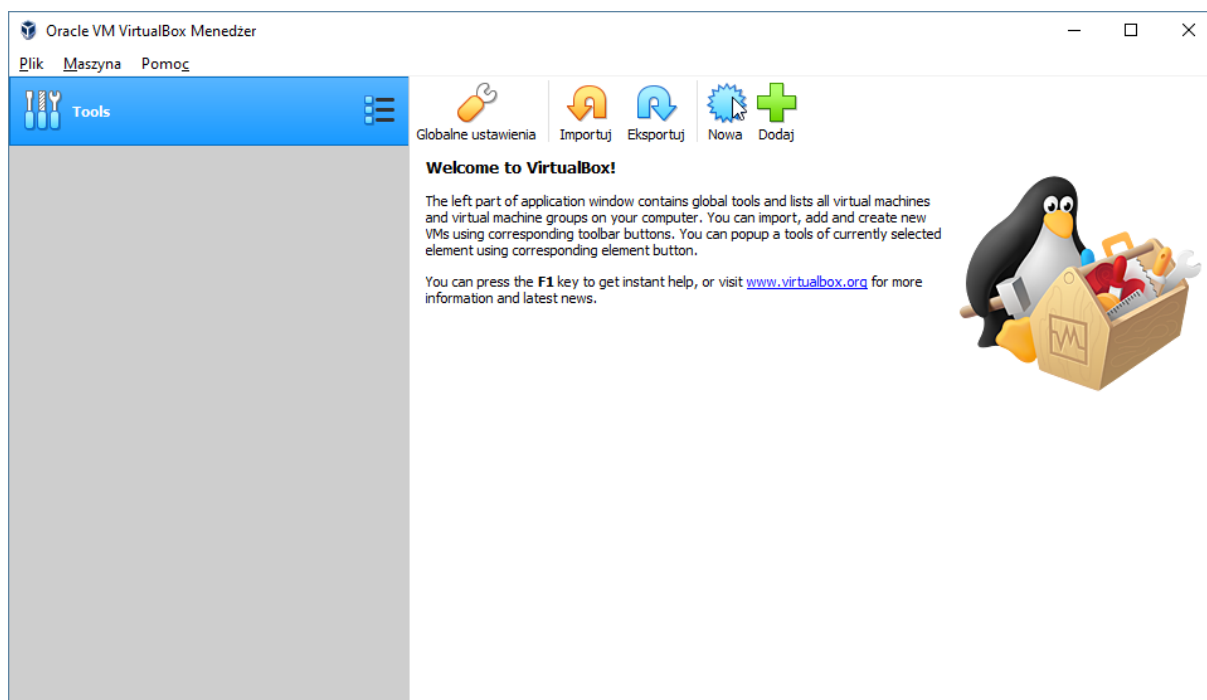 Oracle VM VirtualBox Menedżer
Plik Maszyna Pomoc
Tools
Globalne ustawienia Importuj Eksportuj Nowa Dodaj
Welcome to VirtualBox!
The left part of application window contains global tools and lists all virtual machines
and virtual machine groups on your computer. You can import, add and create new
VMs using corresponding toolbar buttons. You can popup a tools of currently selected
element using corresponding element button.
You can press the F1 key to get instant help, or visit www.virtualbox.org for more
information and latest news.